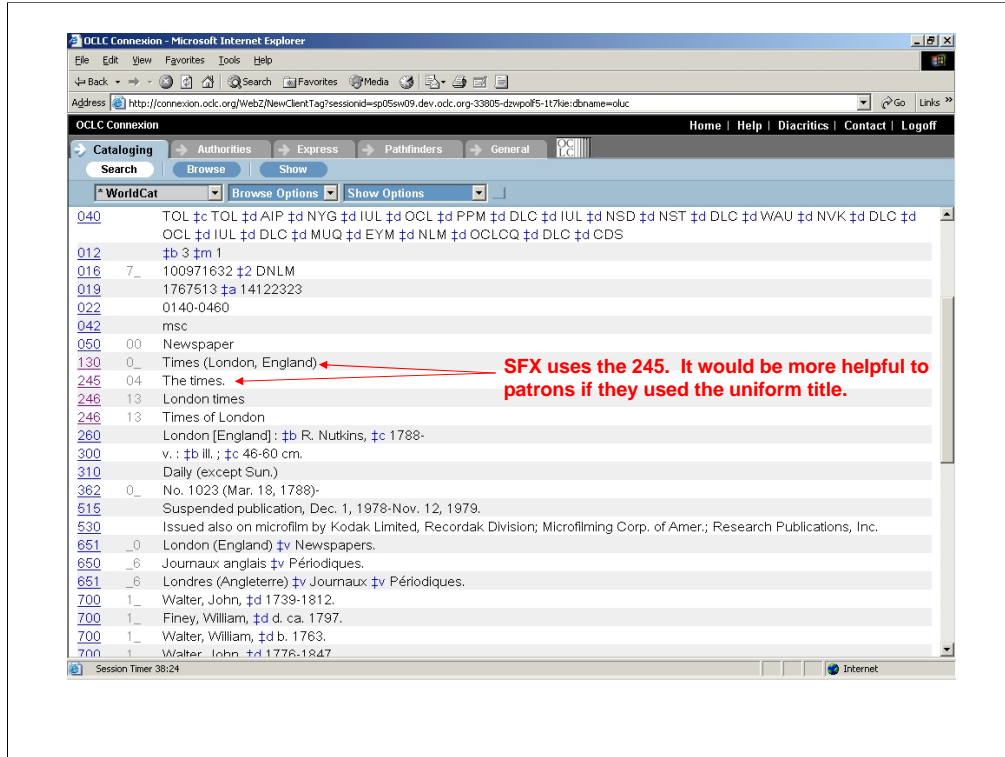 OCLC Connexion - Microsoft Internet Explorer
File Edit View Favorites Tools Help
Back Search Favorites Media
Address http://connexion.oclc.org/WebZ/NewClientTag?sessionid=sp05sw09.dev.oclc.org-33805-dzwpolf5-1t7kie:dbname=oluc Go Links »
OCLC Connexion Home | Help | Diacritics | Contact | Logoff
Cataloging Authorities Express Pathfinders General OCLC
Search Browse Show
* WorldCat Browse Options Show Options
040 TOL ‡c TOL ‡d AIP ‡d NYG ‡d IUL ‡d OCL ‡d PPM ‡d DLC ‡d IUL ‡d NSD ‡d NST ‡d DLC ‡d WAU ‡d NVK ‡d DLC ‡d
OCL ‡d IUL ‡d DLC ‡d MUQ ‡d EYM ‡d NLM ‡d OCLCQ ‡d DLC ‡d CDS
012 ‡b 3 ‡m 1
016 7_ 100971632 ‡2 DNLM
019 1767513 ‡a 14122323
022 0140-0460
042 msc
050 00 Newspaper
130 0_ Times (London, England)
SFX uses the 245. It would be more helpful to
245 04 The times.
patrons if they used the uniform title.
246 13 London times
246 13 Times of London
260 London [England] : ‡b R. Nutkins, ‡c 1788-
300 v. : ‡b ill. ; ‡c 46-60 cm.
310 Daily (except Sun.)
362 0_ No. 1023 (Mar. 18, 1788)-
515 Suspended publication, Dec. 1, 1978-Nov. 12, 1979.
530 Issued also on microfilm by Kodak Limited, Recordak Division; Microfilming Corp. of Amer.; Research Publications, Inc.
651 _0 London (England) ‡v Newspapers.
650 _6 Journaux anglais ‡v Périodiques.
651 _6 Londres (Angleterre) ‡v Journaux ‡v Périodiques.
700 1_ Walter, John, ‡d 1739-1812.
700 1_ Finey, William, ‡d d. ca. 1797.
700 1_ Walter, William, ‡d b. 1763.
700 1 Walter, John, ‡d 1776-1847
Session Timer 38:24 Internet